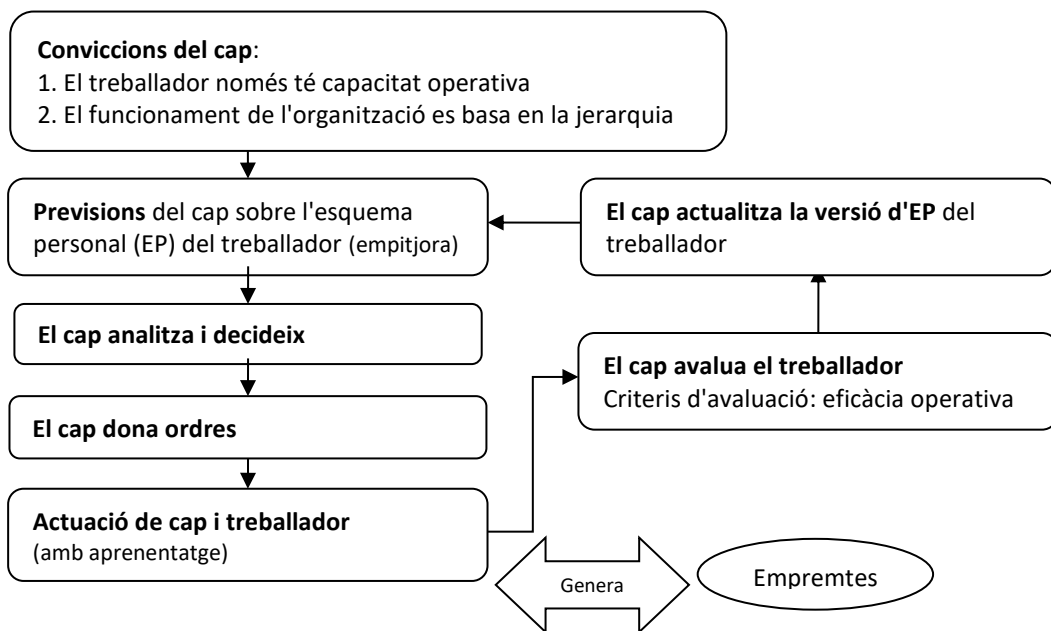 Conviccions del cap:
1. El treballador només té capacitat operativa
2. El funcionament de l'organització es basa en la jerarquia
Previsions del cap sobre l'esquema
personal (EP) del treballador (empitjora)
El cap actualitza la versió d'EP del
treballador
El cap analitza i decideix
El cap avalua el treballador
Criteris d'avaluació: eficàcia operativa
El cap dona ordres
Actuació de cap i treballador
(amb aprenentatge)
Genera
Empremtes